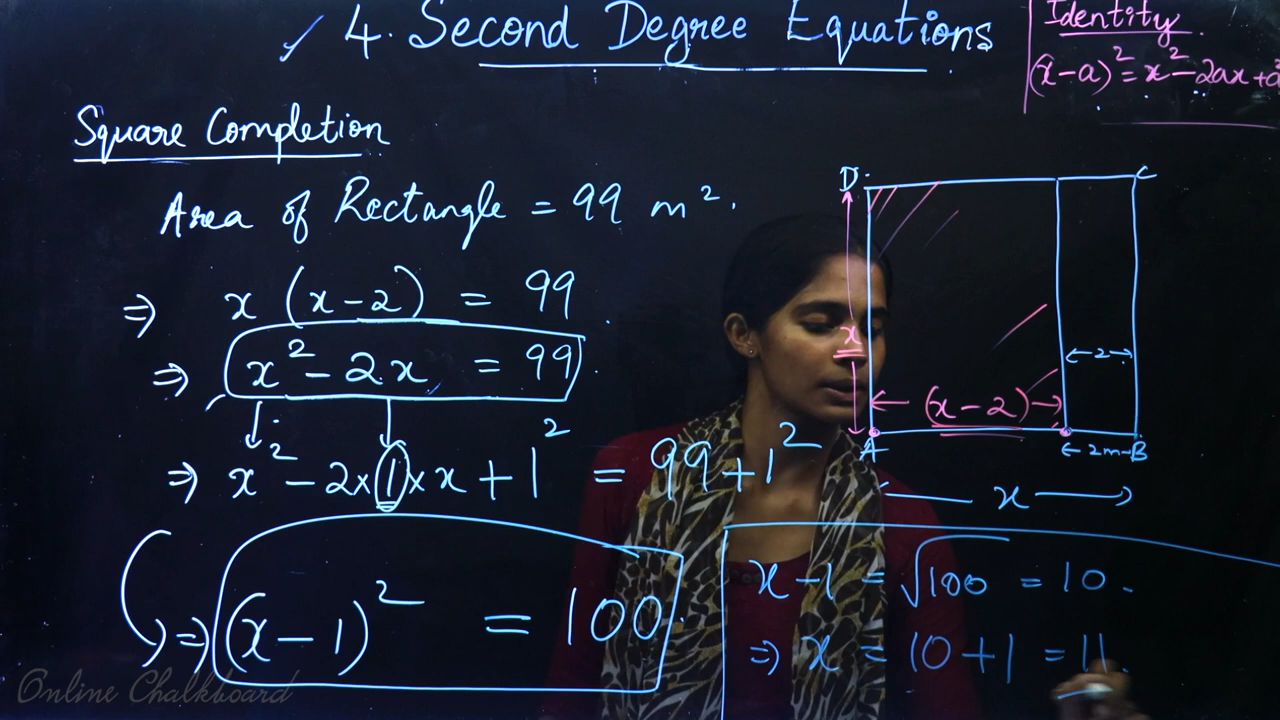 ✓ 4. Second Degree Equations
Identity
(x-a)² = x² - 2ax + a²
Square Completion
Area of Rectangle = 99 m².
⇒ x (x-2) = 99
⇒ x² - 2x = 99
⇒ x² - 2×1×x + 1² = 99 + 1²
⇒ (x-1)² = 100
D C
x
←2→
←(x-2)→
A ←2m→B
← x →
x-1 = √100 = 10.
⇒ x = 10+1 = 11.
Online Chalkboard